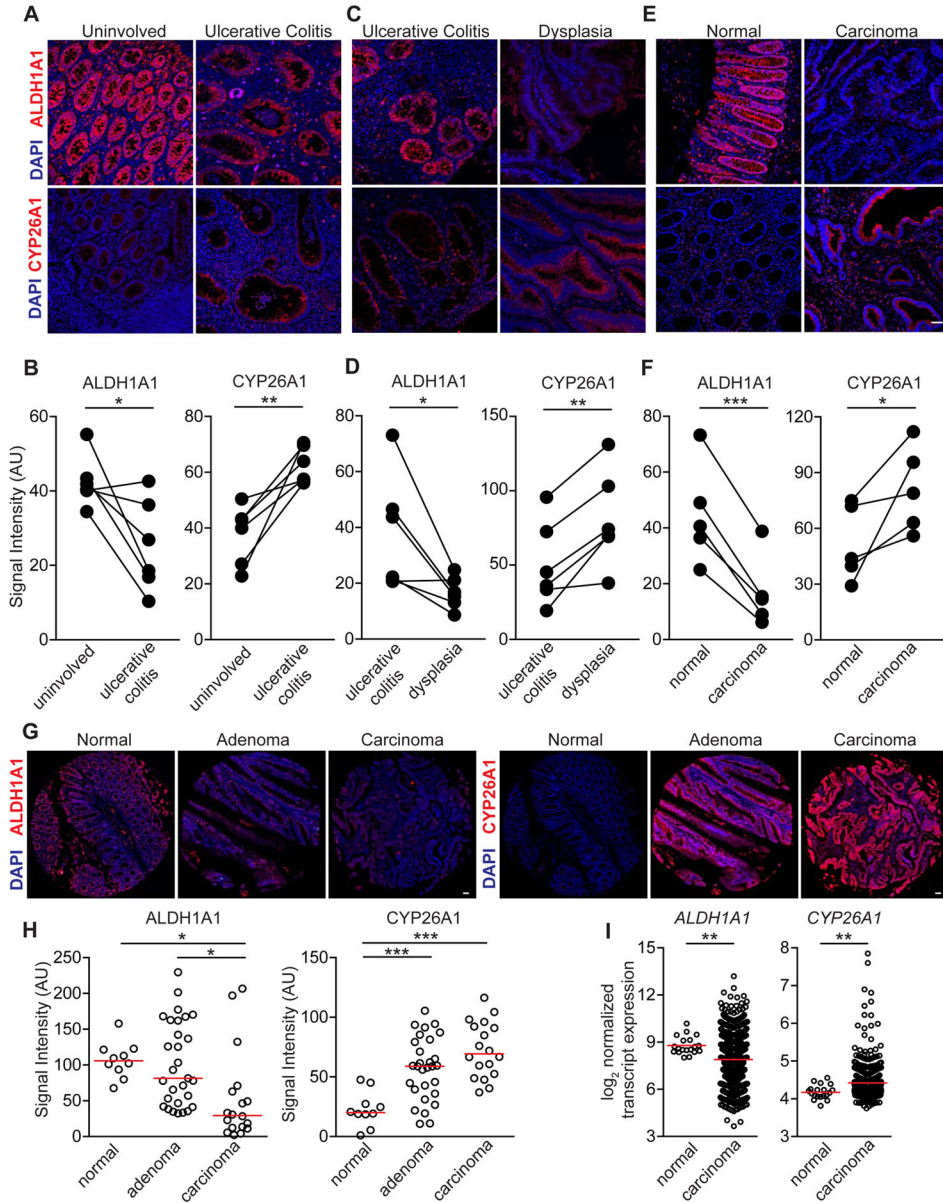 A
C
E
Uninvolved
Ulcerative Colitis
Ulcerative Colitis
Dysplasia
Normal
Carcinoma
DAPI ALDH1A1
DAPI CYP26A1
B
D
F
ALDH1A1
CYP26A1
ALDH1A1
CYP26A1
ALDH1A1
CYP26A1
*
**
*
**
***
*
Signal Intensity (AU)
60
40
20
0
80
60
40
20
0
80
60
40
20
0
150
100
50
0
80
60
40
20
0
120
90
60
30
0
uninvolved
ulcerative colitis
uninvolved
ulcerative colitis
ulcerative colitis
dysplasia
ulcerative colitis
dysplasia
normal
carcinoma
normal
carcinoma
G
Normal
Adenoma
Carcinoma
Normal
Adenoma
Carcinoma
DAPI ALDH1A1
DAPI CYP26A1
H
ALDH1A1
CYP26A1
*
*
***
***
Signal Intensity (AU)
250
200
150
100
50
0
normal
adenoma
carcinoma
Signal Intensity (AU)
150
100
50
0
normal
adenoma
carcinoma
I
ALDH1A1
CYP26A1
**
**
log2 normalized
transcript expression
15
12
9
6
3
normal
carcinoma
8
7
6
5
4
3
normal
carcinoma